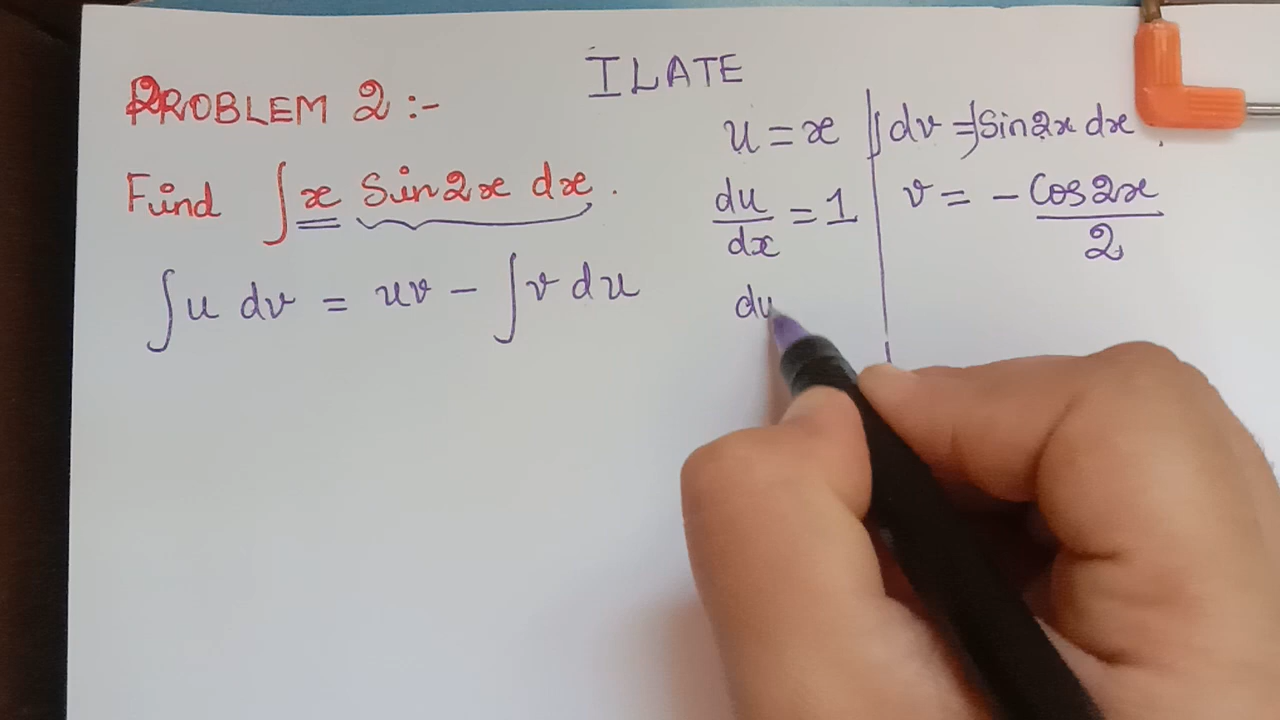 ILATE
PROBLEM 2 :-
Find ∫ x Sin2x dx .
∫ u dv = uv - ∫ v du
u = x
du/dx = 1
du
∫ dv = ∫ Sin2x dx
v = - Cos2x/2